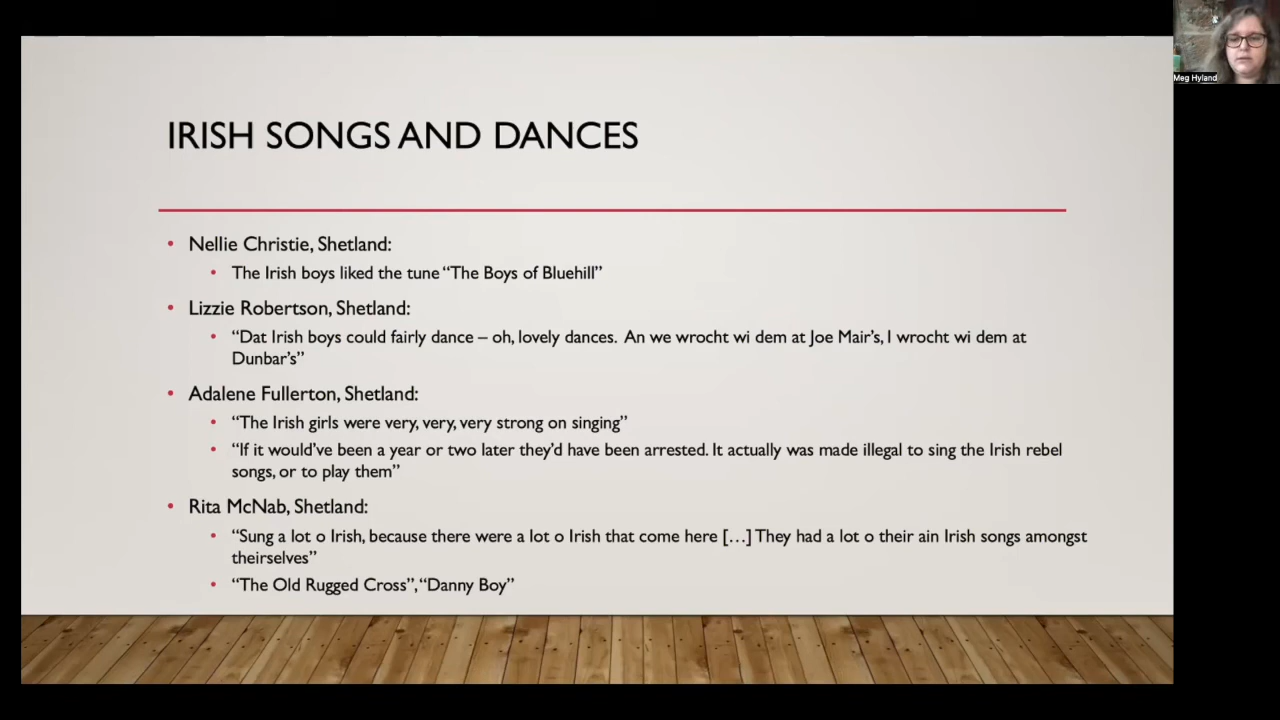 Meg Hyland
IRISH SONGS AND DANCES
• Nellie Christie, Shetland:
• The Irish boys liked the tune “The Boys of Bluehill”
• Lizzie Robertson, Shetland:
• “Dat Irish boys could fairly dance – oh, lovely dances. An we wrocht wi dem at Joe Mair’s, I wrocht wi dem at
Dunbar’s”
• Adalene Fullerton, Shetland:
• “The Irish girls were very, very, very strong on singing”
• “If it would’ve been a year or two later they’d have been arrested. It actually was made illegal to sing the Irish rebel
songs, or to play them”
• Rita McNab, Shetland:
• “Sung a lot o Irish, because there were a lot o Irish that come here […] They had a lot o their ain Irish songs amongst
theirselves”
• “The Old Rugged Cross”, “Danny Boy”